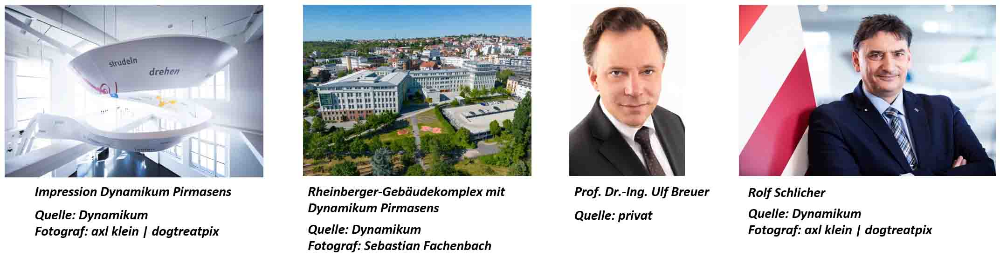 strudeln
drehen
Impression Dynamikum Pirmasens
Quelle: Dynamikum
Fotograf: axl klein | dogtreatpix
Rheinberger-Gebäudekomplex mit
Dynamikum Pirmasens
Quelle: Dynamikum
Fotograf: Sebastian Fachenbach
Prof. Dr.-Ing. Ulf Breuer
Quelle: privat
Rolf Schlicher
Quelle: Dynamikum
Fotograf: axl klein | dogtreatpix